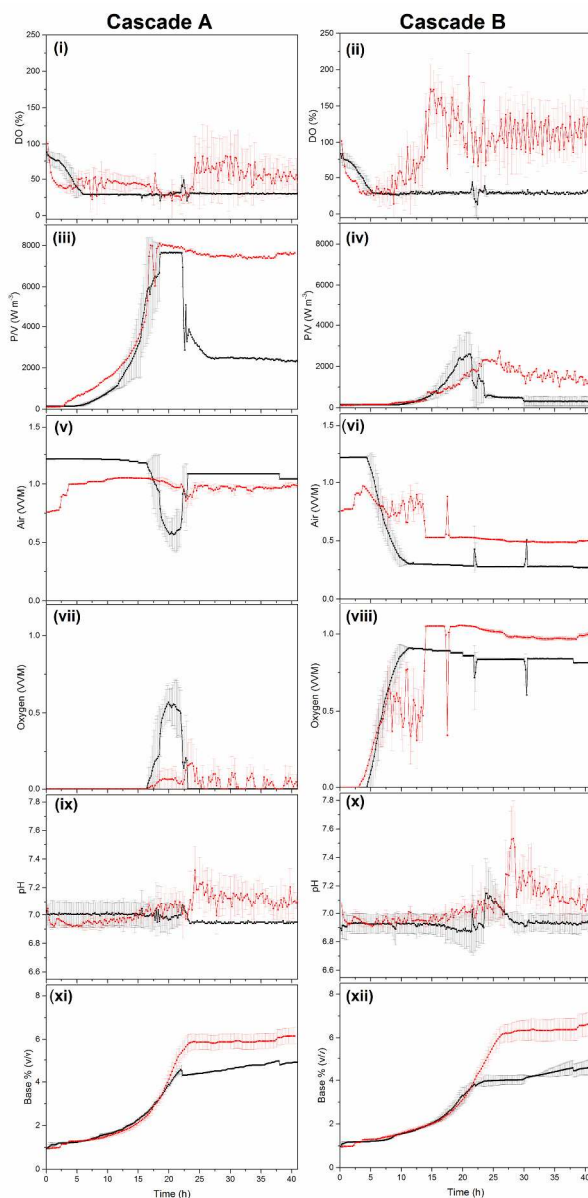 Cascade A
Cascade B
(i)
DO (%)
250
200
150
100
50
0
(ii)
DO (%)
250
200
150
100
50
0
(iii)
P/V (W m⁻³)
8000
6000
4000
2000
0
(iv)
P/V (W m⁻³)
8000
6000
4000
2000
0
(v)
Air (VVM)
1.5
1.0
0.5
0.0
(vi)
Air (VVM)
1.5
1.0
0.5
0.0
(vii)
Oxygen (VVM)
1.0
0.5
0.0
(viii)
Oxygen (VVM)
1.0
0.5
0.0
(ix)
pH
7.8
7.6
7.4
7.2
7.0
6.8
6.6
(x)
pH
7.8
7.6
7.4
7.2
7.0
6.8
6.6
(xi)
Base % (v/v)
8
6
4
2
0
0 5 10 15 20 25 30 35 40
Time (h)
(xii)
Base % (v/v)
8
6
4
2
0
0 5 10 15 20 25 30 35 40
Time (h)